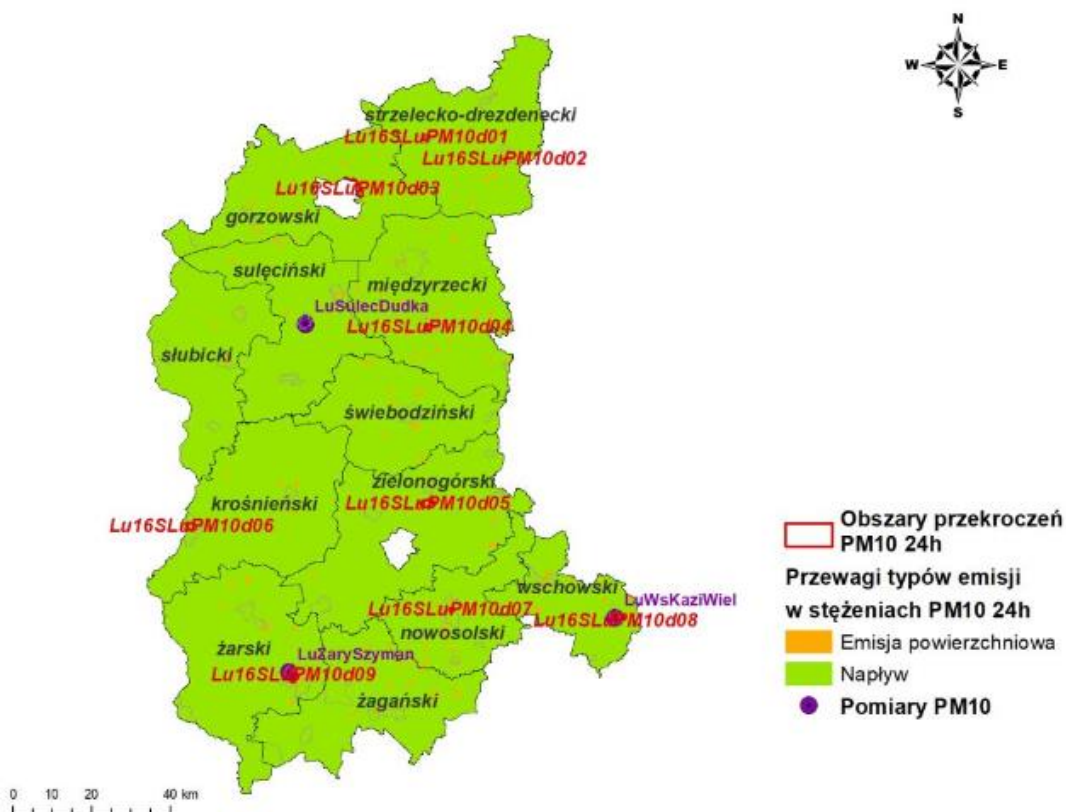 N
W E
S
strzelecko-drezdenecki
Lu16SLuPM10d01
Lu16SLuPM10d02
Lu16SLuPM10d03
gorzowski
sulęciński
międzyrzecki
LuSulecDudka
Lu16SLuPM10d04
słubicki
świebodziński
zielonogórski
krośnieński
Lu16SLuPM10d05
Lu16SLuPM10d06
wschowski
LuWsKaziWiel
Lu16SLuPM10d07
Lu16SLuPM10d08
nowosolski
żarski
LuZarySzyman
Lu16SLuPM10d09
żagański
Obszary przekroczeń
PM10 24h
Przewagi typów emisji
w stężeniach PM10 24h
Emisja powierzchniowa
Napływ
Pomiary PM10
0 10 20 40 km